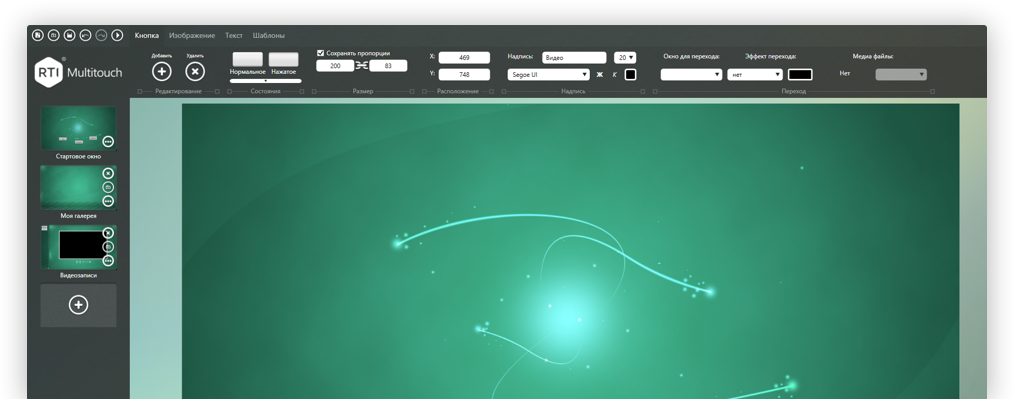 Кнопка Изображение Текст Шаблоны
RTI Multitouch
Добавить Удалить
Редактирование
Нормальное Нажатое
Состояния
Сохранять пропорции
200 83
Размер
X: 469
Y: 748
Расположение
Надпись: Видео 20
Segoe UI Ж К
Надпись
Окно для перехода: Эффект перехода: Медиа файлы:
нет Нет
Переход
Стартовое окно
Моя галерея
Видеозаписи